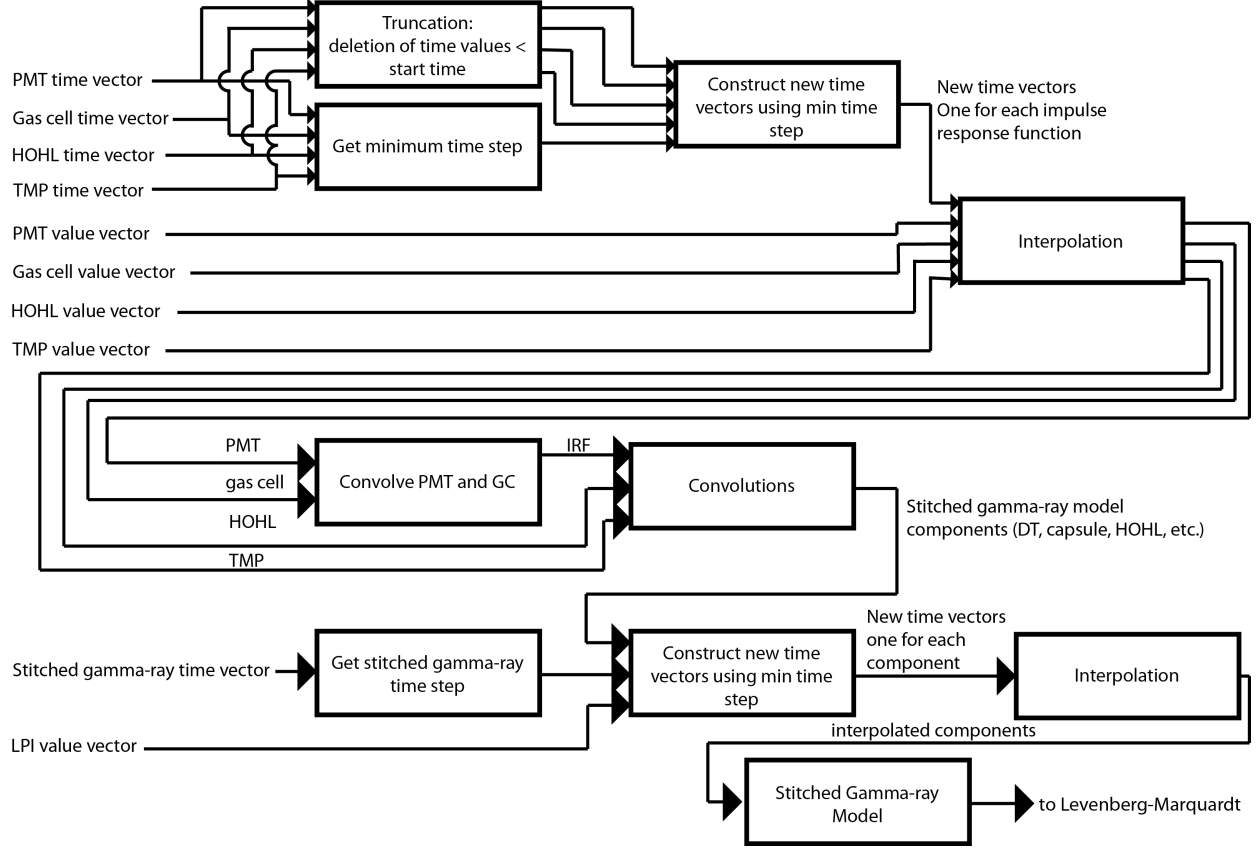 Truncation:
deletion of time values <
start time
PMT time vector
Gas cell time vector
HOHL time vector
TMP time vector
Get minimum time step
Construct new time
vectors using min time
step
New time vectors
One for each impulse
response function
PMT value vector
Gas cell value vector
HOHL value vector
TMP value vector
Interpolation
PMT
gas cell
HOHL
TMP
Convolve PMT and GC
IRF
Convolutions
Stitched gamma-ray model
components (DT, capsule, HOHL, etc.)
Stitched gamma-ray time vector
LPI value vector
Get stitched gamma-ray
time step
Construct new time
vectors using min time
step
New time vectors
one for each
component
Interpolation
interpolated components
Stitched Gamma-ray
Model
to Levenberg-Marquardt